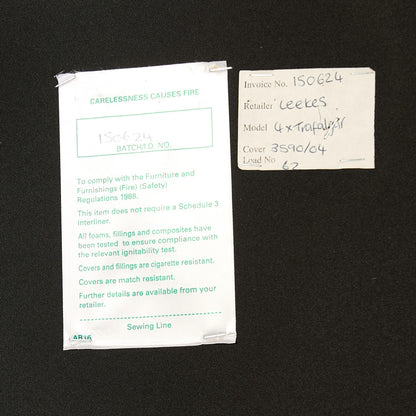 CARELESSNESS CAUSES FIRE
150624
BATCH/I.D. NO.
To comply with the Furniture and
Furnishings (Fire) (Safety)
Regulations 1988.
This item does not require a Schedule 3
interliner.
All foams, fillings and composites have
been tested to ensure compliance with
the relevant ignitability test.
Covers and fillings are cigarette resistant.
Covers are match resistant.
Further details are available from your
retailer.
Sewing Line
AB16
Invoice No. 150624
Retailer Leekes
Model 4 x Trafalgar
Cover 3590/04
Load No
62